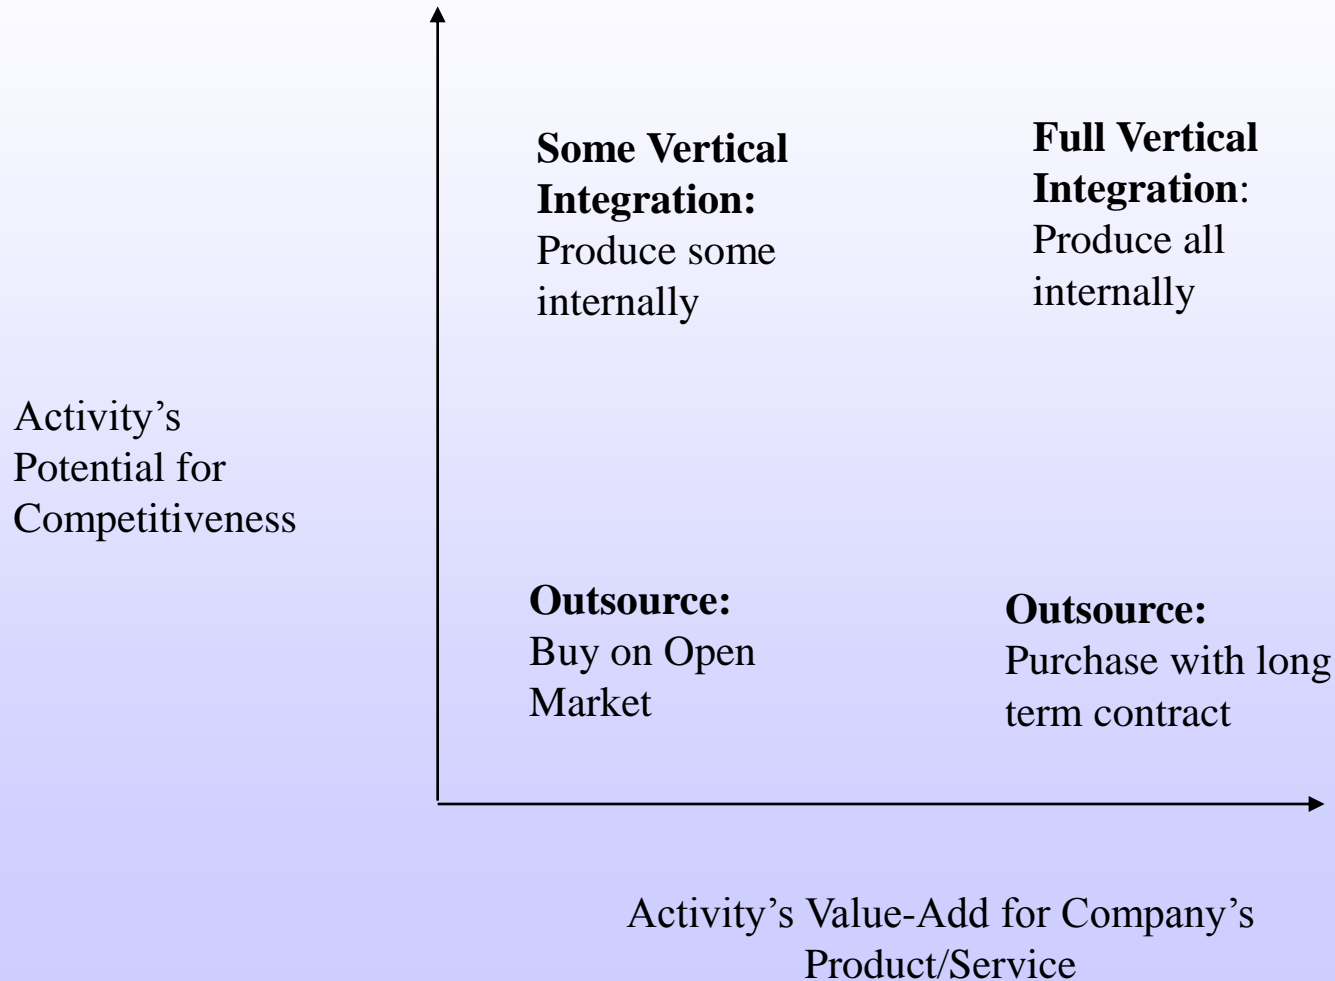 Some Vertical
Integration:
Produce some
internally
Full Vertical
Integration:
Produce all
internally
Activity’s
Potential for
Competitiveness
Outsource:
Buy on Open
Market
Outsource:
Purchase with long
term contract
Activity’s Value-Add for Company’s
Product/Service